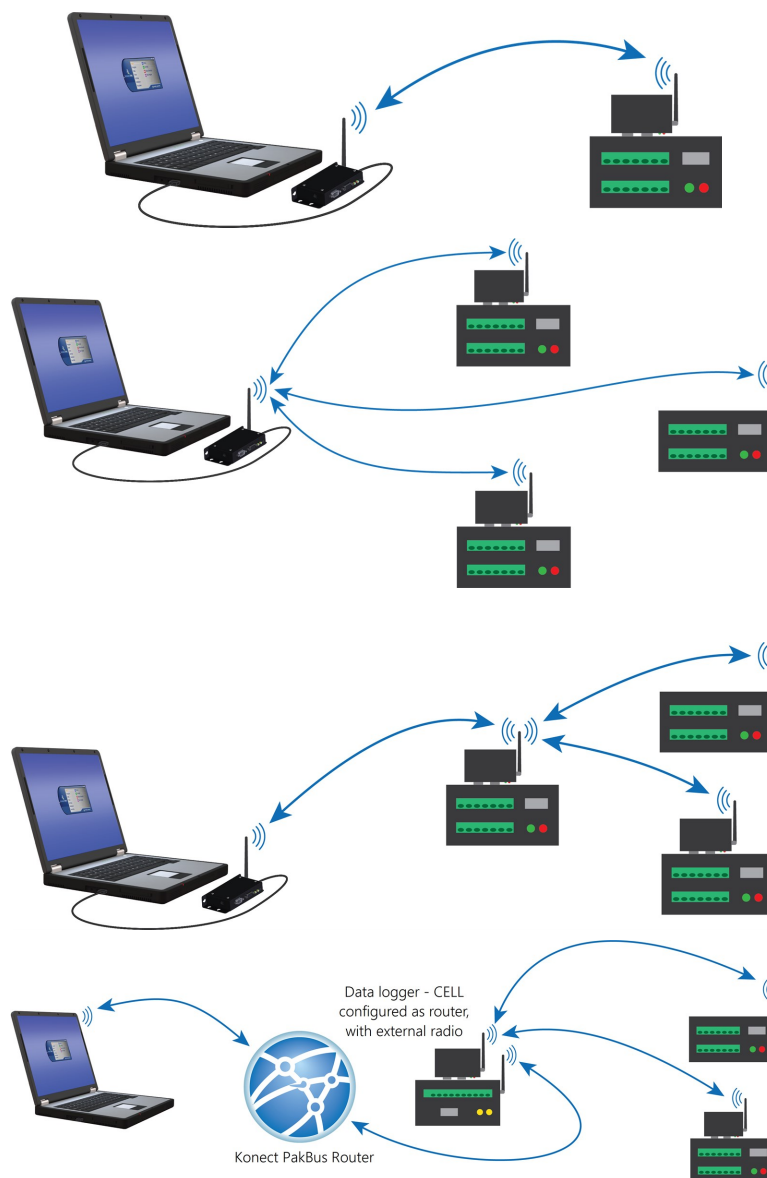 Data logger - CELL
configured as router,
with external radio
Konect PakBus Router